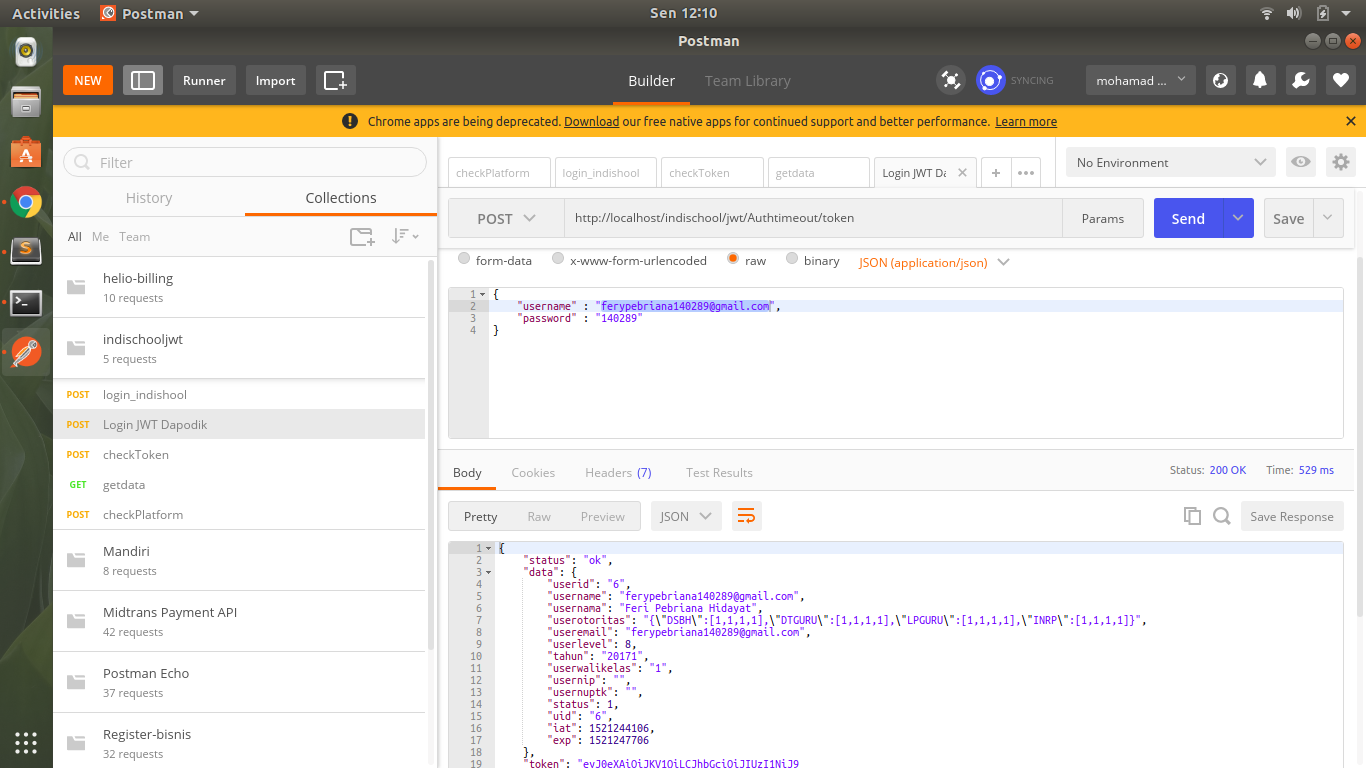 Activities Postman Sen 12:10
Postman
NEW Runner Import Builder Team Library SYNCING mohamad ...
Chrome apps are being deprecated. Download our free native apps for continued support and better performance. Learn more
Filter
History Collections
All Me Team
helio-billing
10 requests
indischooljwt
5 requests
POST login_indishool
POST Login JWT Dapodik
POST checkToken
GET getdata
POST checkPlatform
Mandiri
8 requests
Midtrans Payment API
42 requests
Postman Echo
37 requests
Register-bisnis
32 requests
checkPlatform login_indishool checkToken getdata Login JWT Da
No Environment
POST http://localhost/indischool/jwt/Authtimeout/token Params Send Save
form-data x-www-form-urlencoded raw binary JSON (application/json)
1 {
2 "username" : "ferypebriana140289@gmail.com",
3 "password" : "140289"
4 }
Body Cookies Headers (7) Test Results Status: 200 OK Time: 529 ms
Pretty Raw Preview JSON Save Response
1 {
2 "status": "ok",
3 "data": {
4 "userid": "6",
5 "username": "ferypebriana140289@gmail.com",
6 "usernama": "Feri Pebriana Hidayat",
7 "userotoritas": "{\"DSBH\":[1,1,1,1],\"DTGURU\":[1,1,1,1],\"LPGURU\":[1,1,1,1],\"INRP\":[1,1,1,1]}",
8 "useremail": "ferypebriana140289@gmail.com",
9 "userlevel": 8,
10 "tahun": "20171",
11 "userwalikelas": "1",
12 "usernip": "",
13 "usernuptk": "",
14 "status": 1,
15 "uid": "6",
16 "iat": 1521244106,
17 "exp": 1521247706
18 },
19 "token": "eyJ0eXAiOiJKV1QiLCJhbGciOiJIUzI1NiJ9